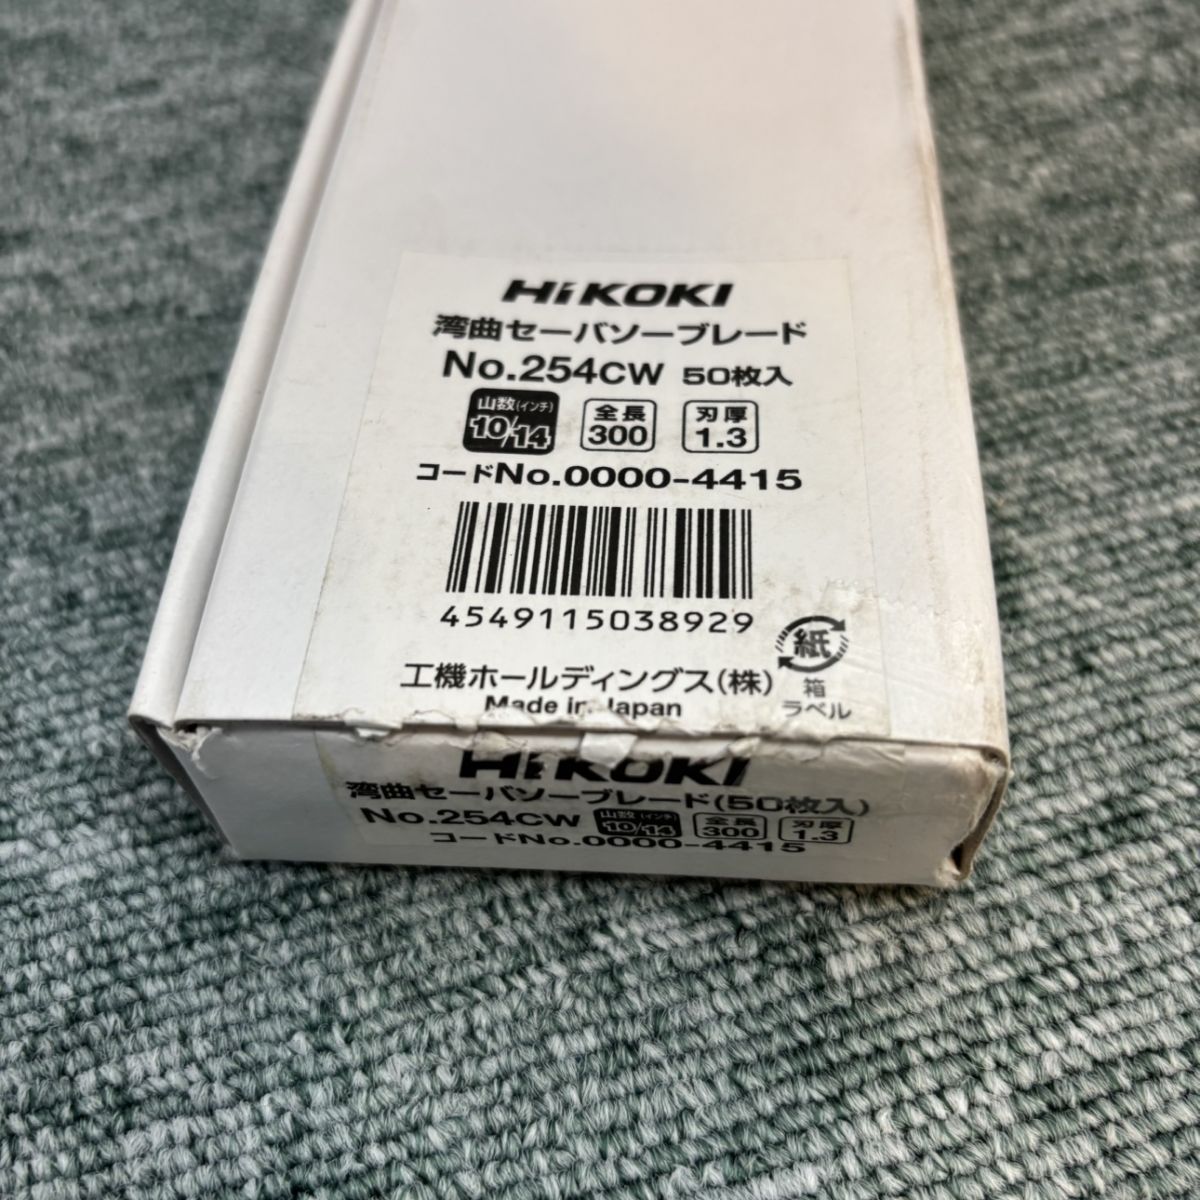 HiKOKI
湾曲セーバソーブレード
No.254CW 50枚入
山数(インチ) 10/14
全長 300
刃厚 1.3
コードNo.0000-4415
4549115038929
紙
箱
ラベル
工機ホールディングス(株)
Made in Japan
HiKOKI
湾曲セーバソーブレード(50枚入)
No.254CW 山数(インチ) 10/14 全長 300 刃厚 1.3
コードNo.0000-4415